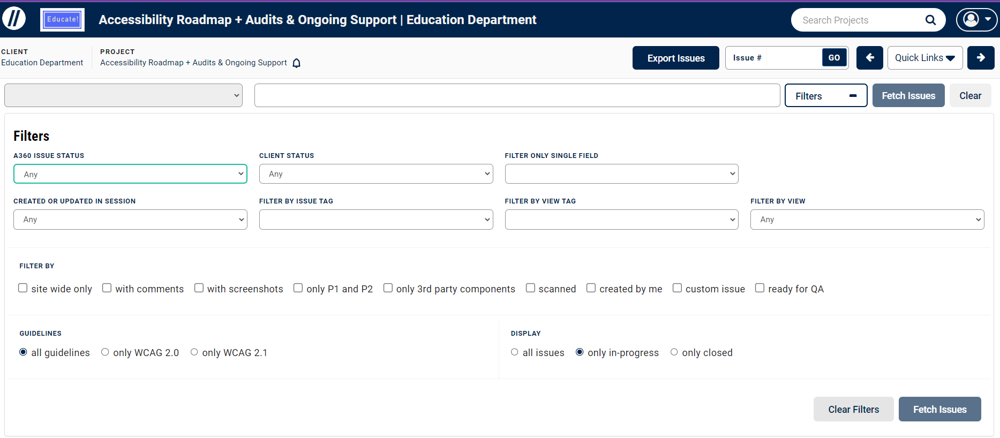 Educate!
Accessibility Roadmap + Audits & Ongoing Support | Education Department
Search Projects
CLIENT
Education Department
PROJECT
Accessibility Roadmap + Audits & Ongoing Support
Export Issues
Issue #
GO
Quick Links
Filters
Fetch Issues
Clear
Filters
A360 ISSUE STATUS
Any
CLIENT STATUS
Any
FILTER ONLY SINGLE FIELD
CREATED OR UPDATED IN SESSION
Any
FILTER BY ISSUE TAG
FILTER BY VIEW TAG
FILTER BY VIEW
Any
FILTER BY
site wide only with comments with screenshots only P1 and P2 only 3rd party components scanned created by me custom issue ready for QA
GUIDELINES
all guidelines only WCAG 2.0 only WCAG 2.1
DISPLAY
all issues only in-progress only closed
Clear Filters
Fetch Issues